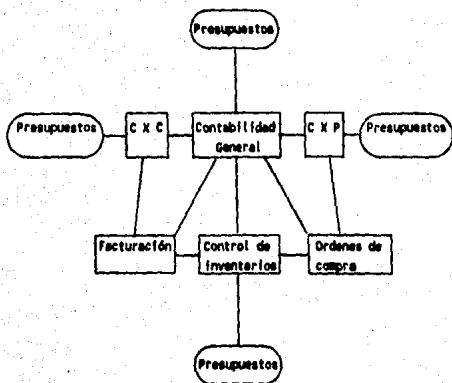 Presupuestos
Presupuestos
C X C
Contabilidad
General
C X P
Presupuestos
Facturación
Control de
inventarios
Ordenes de
compra
Presupuestos